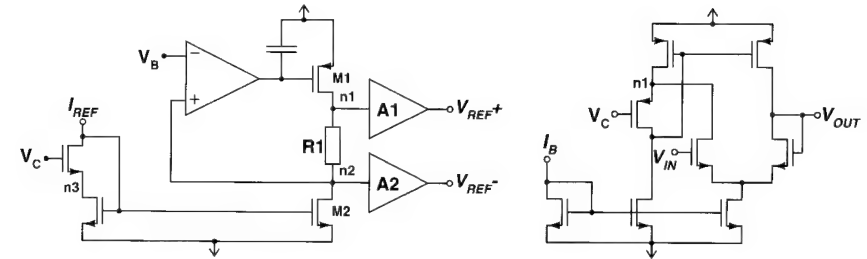 V_B
−
+
M1
n1
A1
V_REF+
I_REF
R1
V_C
n2
n3
A2
V_REF-
M2
n1
V_C
V_OUT
I_B
V_IN